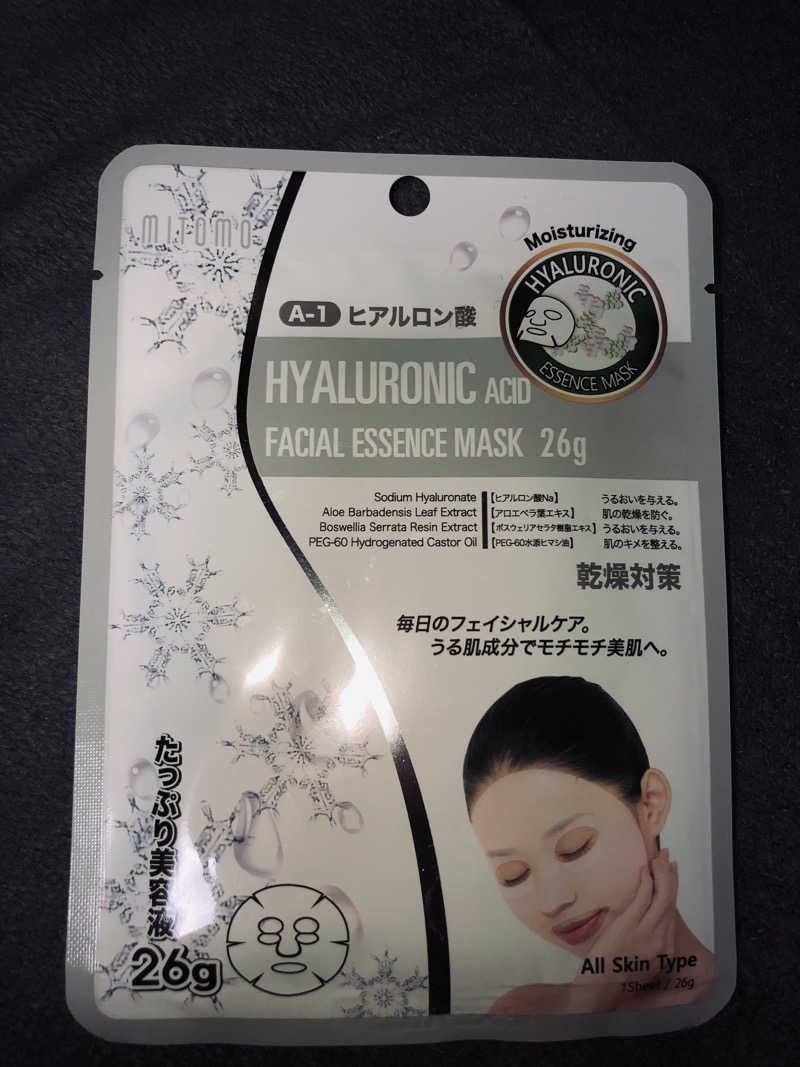 MITOMO
Moisturizing
HYALURONIC
ESSENCE MASK
A-1 ヒアルロン酸
HYALURONIC ACID
FACIAL ESSENCE MASK 26g
Sodium Hyaluronate 【ヒアルロン酸Na】 うるおいを与える。
Aloe Barbadensis Leaf Extract 【アロエベラ葉エキス】 肌の乾燥を防ぐ。
Boswellia Serrata Resin Extract 【ボスウェリアセラタ樹脂エキス】 うるおいを与える。
PEG-60 Hydrogenated Castor Oil 【PEG-60水添ヒマシ油】 肌のキメを整える。
乾燥対策
毎日のフェイシャルケア。
うる肌成分でモチモチ美肌へ。
たっぷり美容液
26g
All Skin Type
1Sheet / 26g